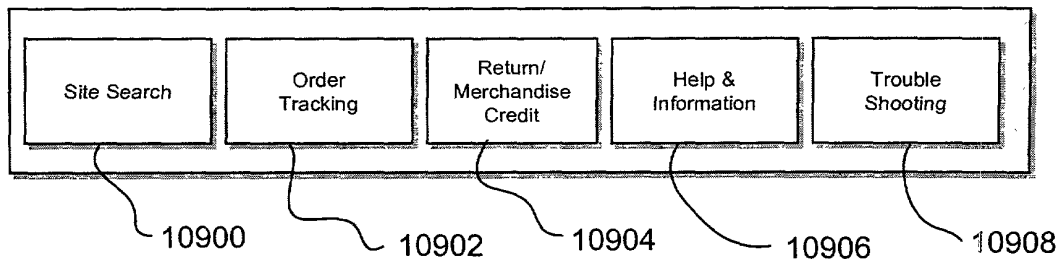 Site Search
Order
Tracking
Return/
Merchandise
Credit
Help &
Information
Trouble
Shooting
10900
10902
10904
10906
10908